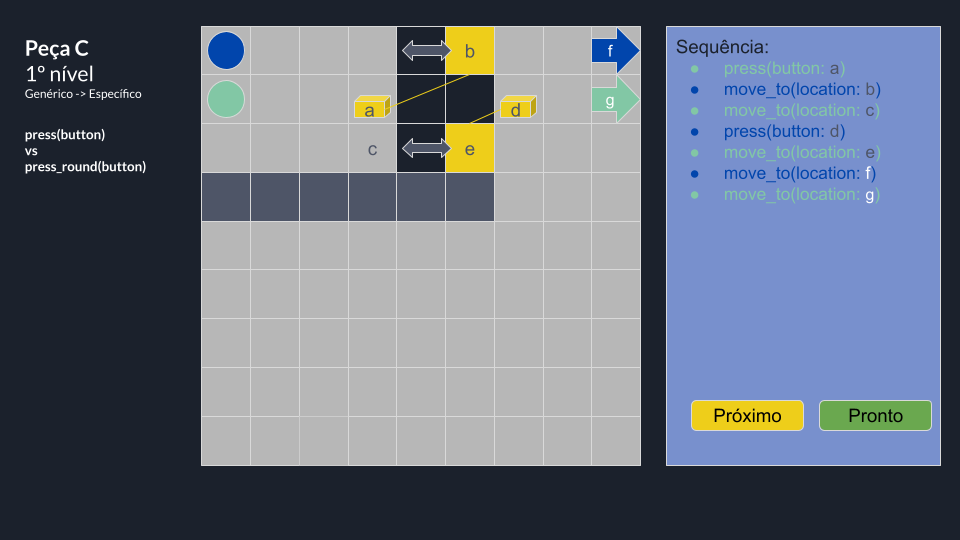 Peça C
1º nível
Genérico -> Específico
press(button)
vs
press_round(button)
b
f
a
d
g
c
e
Sequência:
● press(button: a)
● move_to(location: b)
● move_to(location: c)
● press(button: d)
● move_to(location: e)
● move_to(location: f)
● move_to(location: g)
Próximo
Pronto